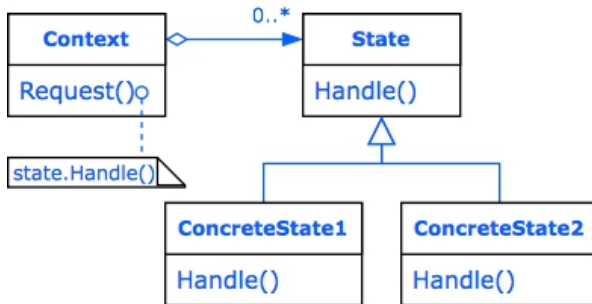 0..*
Context
State
Request()
Handle()
state.Handle()
ConcreteState1
ConcreteState2
Handle()
Handle()